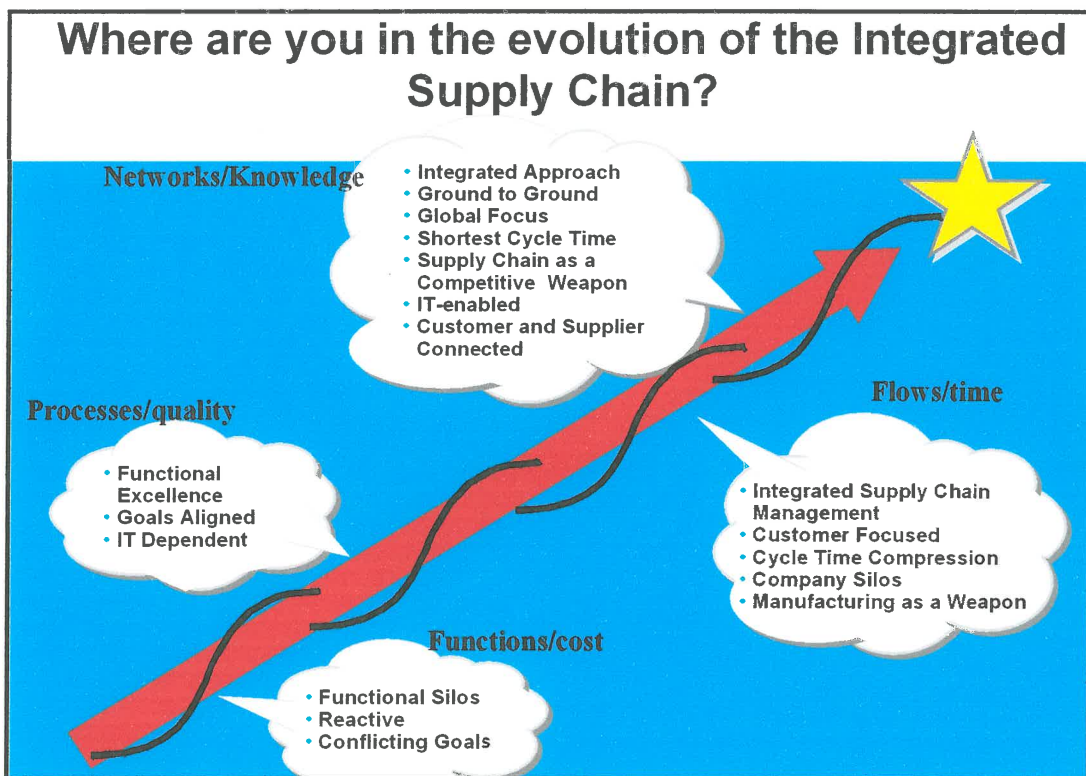 Where are you in the evolution of the Integrated
Supply Chain?
Networks/Knowledge
• Integrated Approach
• Ground to Ground
• Global Focus
• Shortest Cycle Time
• Supply Chain as a
Competitive Weapon
• IT-enabled
• Customer and Supplier
Connected
Processes/quality
• Functional
Excellence
• Goals Aligned
• IT Dependent
Flows/time
• Integrated Supply Chain
Management
• Customer Focused
• Cycle Time Compression
• Company Silos
• Manufacturing as a Weapon
Functions/cost
• Functional Silos
• Reactive
• Conflicting Goals